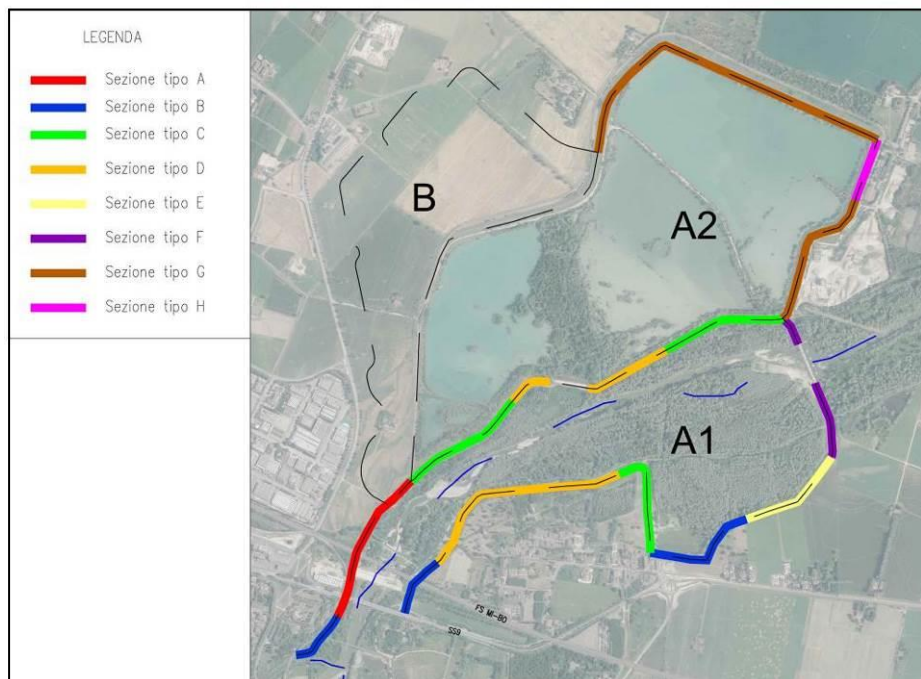 LEGENDA
Sezione tipo A
Sezione tipo B
Sezione tipo C
Sezione tipo D
Sezione tipo E
Sezione tipo F
Sezione tipo G
Sezione tipo H
B
A2
A1
FS MI-BO
SS9